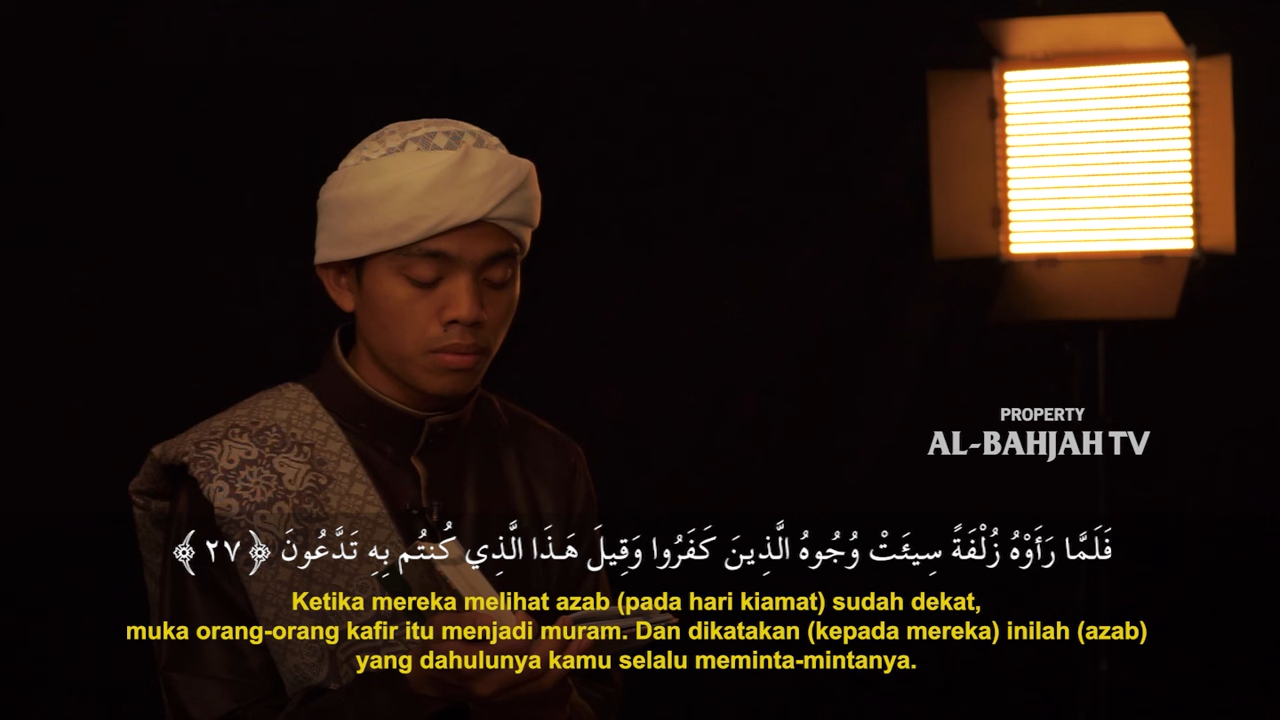 PROPERTY
AL-BAHJAH TV
فَلَمَّا رَأَوْهُ زُلْفَةً سِيئَتْ وُجُوهُ الَّذِينَ كَفَرُوا وَقِيلَ هَـذَا الَّذِي كُنتُم بِهِ تَدَّعُونَ ﴿٢٧﴾
Ketika mereka melihat azab (pada hari kiamat) sudah dekat,
muka orang-orang kafir itu menjadi muram. Dan dikatakan (kepada mereka) inilah (azab)
yang dahulunya kamu selalu meminta-mintanya.